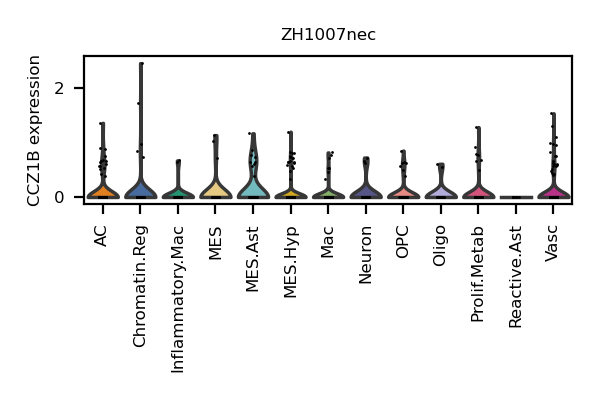 ZH1007nec
CCZ1B expression
2
0
AC
Chromatin.Reg
Inflammatory.Mac
MES
MES.Ast
MES.Hyp
Mac
Neuron
OPC
Oligo
Prolif.Metab
Reactive.Ast
Vasc